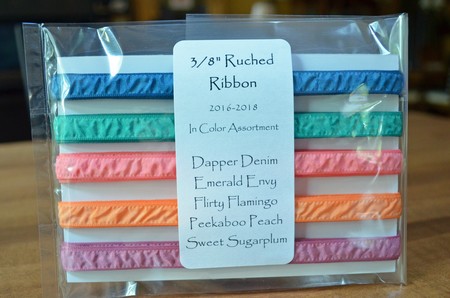 3/8" Ruched
Ribbon
2016-2018
In Color Assortment
Dapper Denim
Emerald Envy
Flirty Flamingo
Peekaboo Peach
Sweet Sugarplum